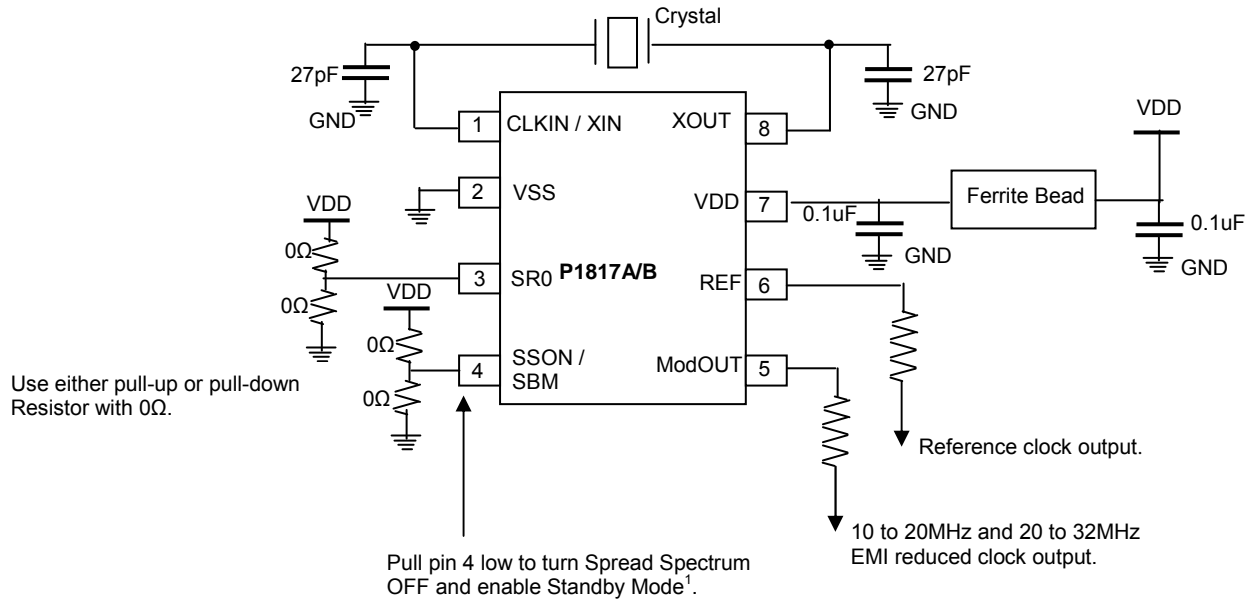 Crystal
27pF
GND
27pF
GND
VDD
1
CLKIN / XIN
XOUT
8
2
VSS
VDD
7
0.1uF
GND
Ferrite Bead
0.1uF
GND
VDD
0Ω
0Ω
3
SR0
P1817A/B
REF
6
VDD
0Ω
0Ω
4
SSON /
SBM
ModOUT
5
Use either pull-up or pull-down
Resistor with 0Ω.
Reference clock output.
10 to 20MHz and 20 to 32MHz
EMI reduced clock output.
Pull pin 4 low to turn Spread Spectrum
OFF and enable Standby Mode¹.